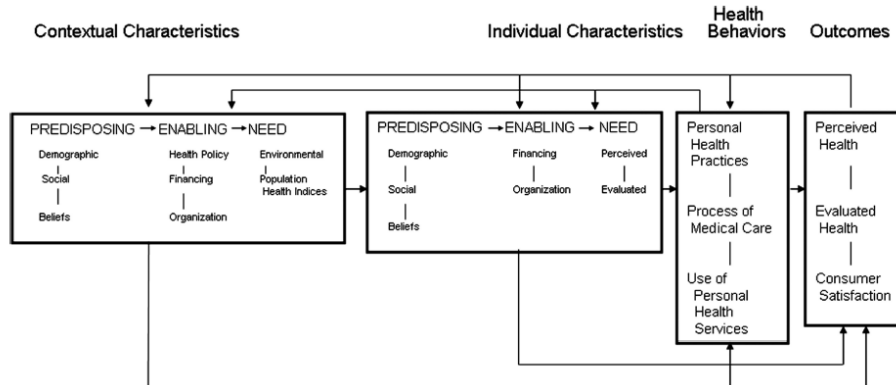 Contextual Characteristics
Individual Characteristics
Health
Behaviors
Outcomes
PREDISPOSING
ENABLING
NEED
Demographic
Social
Beliefs
Health Policy
Financing
Organization
Environmental
Population
Health Indices
PREDISPOSING
ENABLING
NEED
Demographic
Social
Beliefs
Financing
Organization
Perceived
Evaluated
Personal
Health
Practices
Process of
Medical Care
Use of
Personal
Health
Services
Perceived
Health
Evaluated
Health
Consumer
Satisfaction